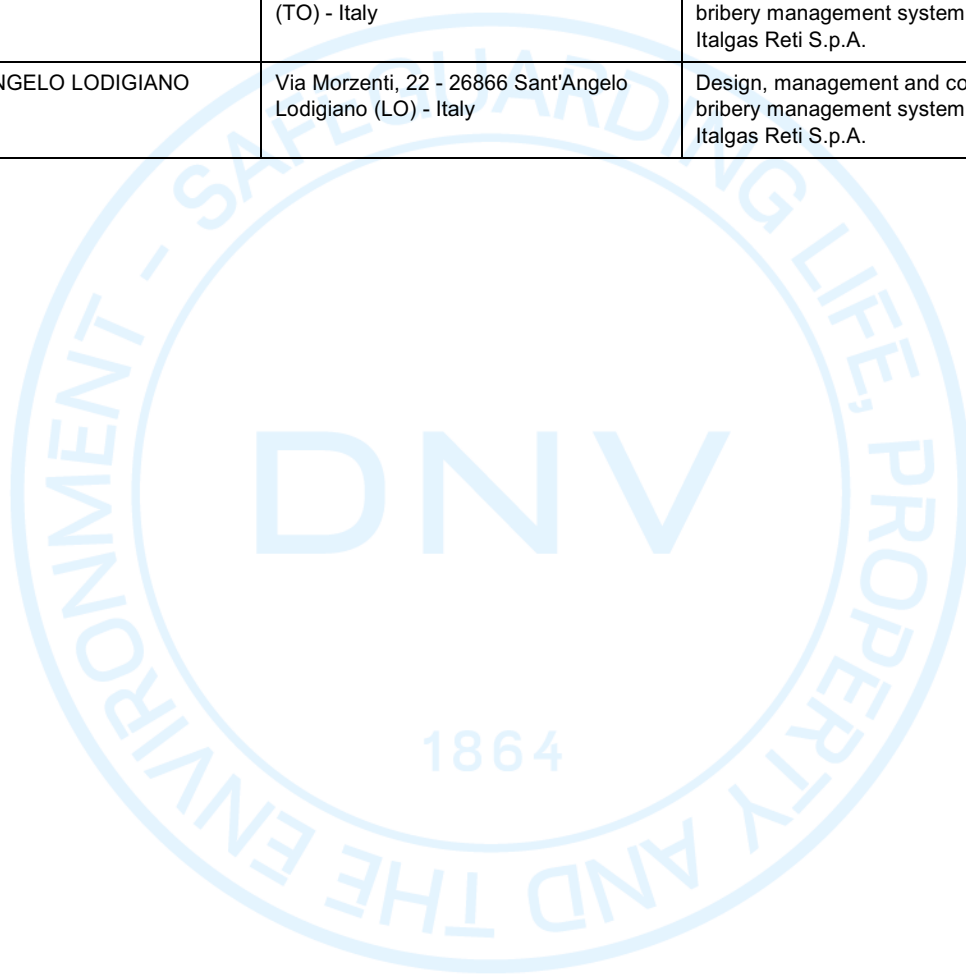 (TO) - Italy
bribery management system
Italgas Reti S.p.A.
NGELO LODIGIANO
Via Morzenti, 22 - 26866 Sant'Angelo
Lodigiano (LO) - Italy
Design, management and co
bribery management system
Italgas Reti S.p.A.
SAFEGUARDING LIFE, PROPERTY AND THE ENVIRONMENT -
DNV
1864